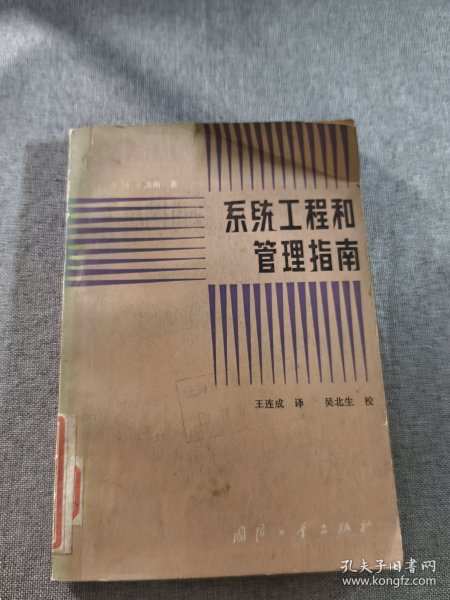 著
系统工程和
管理指南
王连成 译 吴北生 校
国防工业出版社
孔夫子旧书网
www.kongfz.com